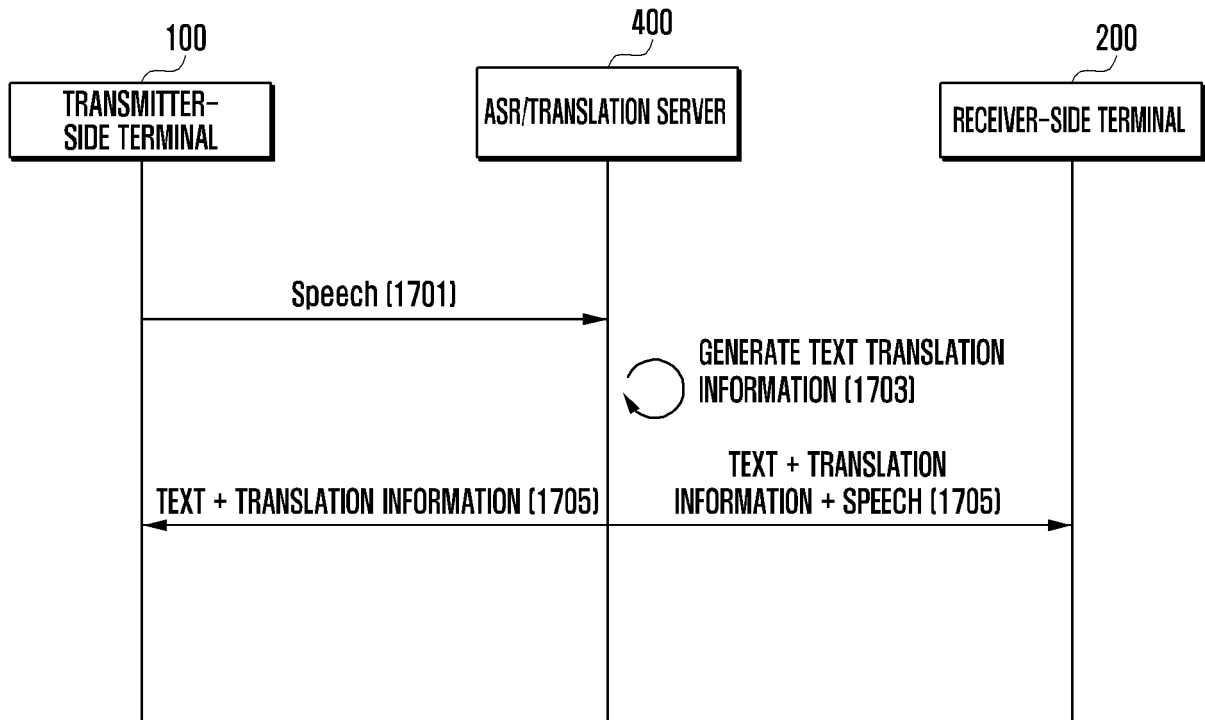 100
400
200
TRANSMITTER-
SIDE TERMINAL
ASR/TRANSLATION SERVER
RECEIVER-SIDE TERMINAL
Speech (1701)
GENERATE TEXT TRANSLATION
INFORMATION (1703)
TEXT + TRANSLATION INFORMATION (1705)
TEXT + TRANSLATION
INFORMATION + SPEECH (1705)